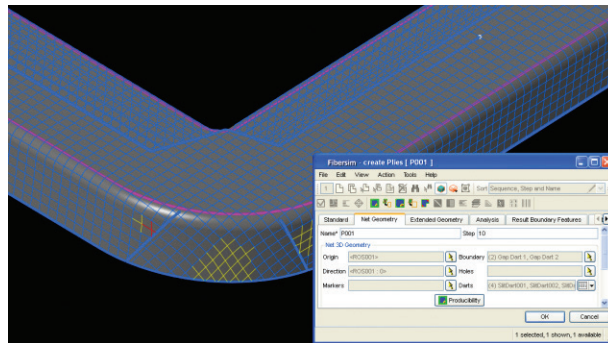 Fibersim - create Plies [ P001 ]
File Edit View Action Tools Help
Sort Sequence, Step and Name
Standard Net Geometry Extended Geometry Analysis Result Boundary Features
Name* P001 Step 10
Net 3D Geometry
Origin <ROS001> Boundary (2) Gap Dart 1, Gap Dart 2
Direction <ROS001 : 0> Holes
Markers Darts (4) SlitDart001, SlitDart002, SlitDa
Producibility
OK Cancel
1 selected, 1 shown, 1 available